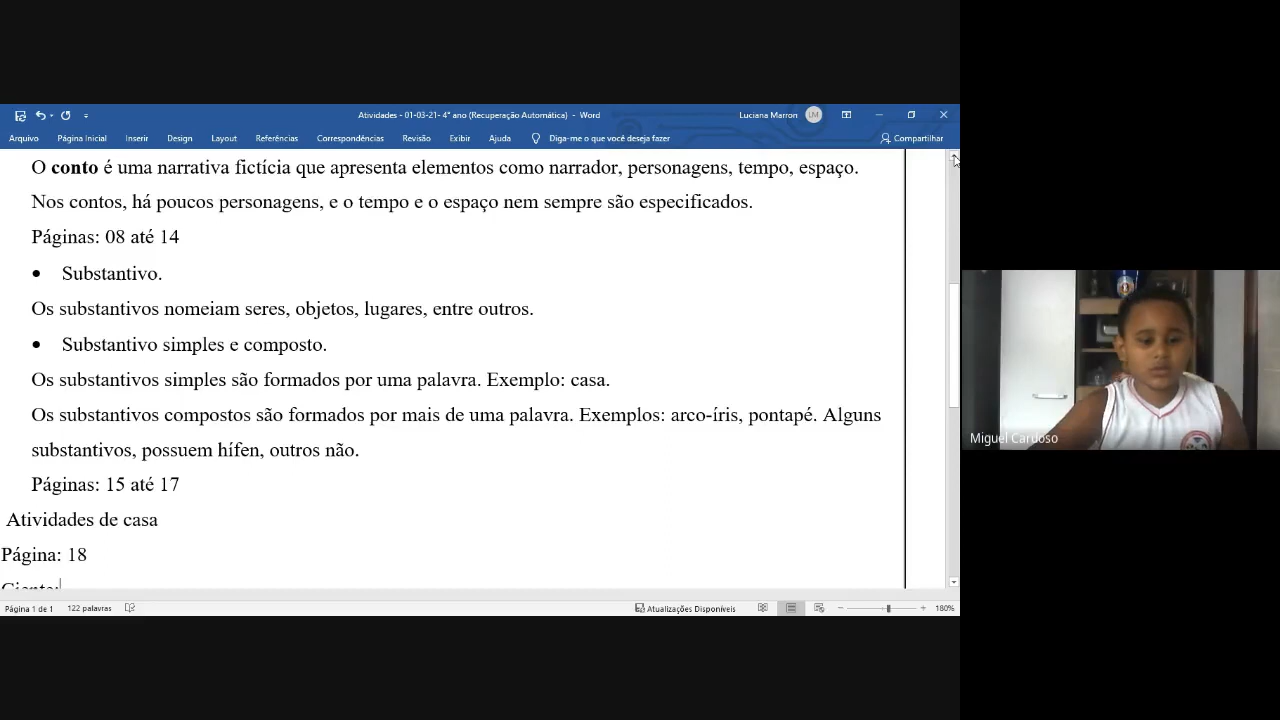 Atividades - 01-03-21- 4° ano (Recuperação Automática) - Word
Luciana Marron
LM
Arquivo
Página Inicial
Inserir
Design
Layout
Referências
Correspondências
Revisão
Exibir
Ajuda
Diga-me o que você deseja fazer
Compartilhar
O conto é uma narrativa fictícia que apresenta elementos como narrador, personagens, tempo, espaço.
Nos contos, há poucos personagens, e o tempo e o espaço nem sempre são especificados.
Páginas: 08 até 14
• Substantivo.
Os substantivos nomeiam seres, objetos, lugares, entre outros.
• Substantivo simples e composto.
Os substantivos simples são formados por uma palavra. Exemplo: casa.
Os substantivos compostos são formados por mais de uma palavra. Exemplos: arco-íris, pontapé. Alguns
substantivos, possuem hífen, outros não.
Páginas: 15 até 17
Atividades de casa
Página: 18
Ciente:
Miguel Cardoso
Página 1 de 1
122 palavras
Atualizações Disponíveis
180%